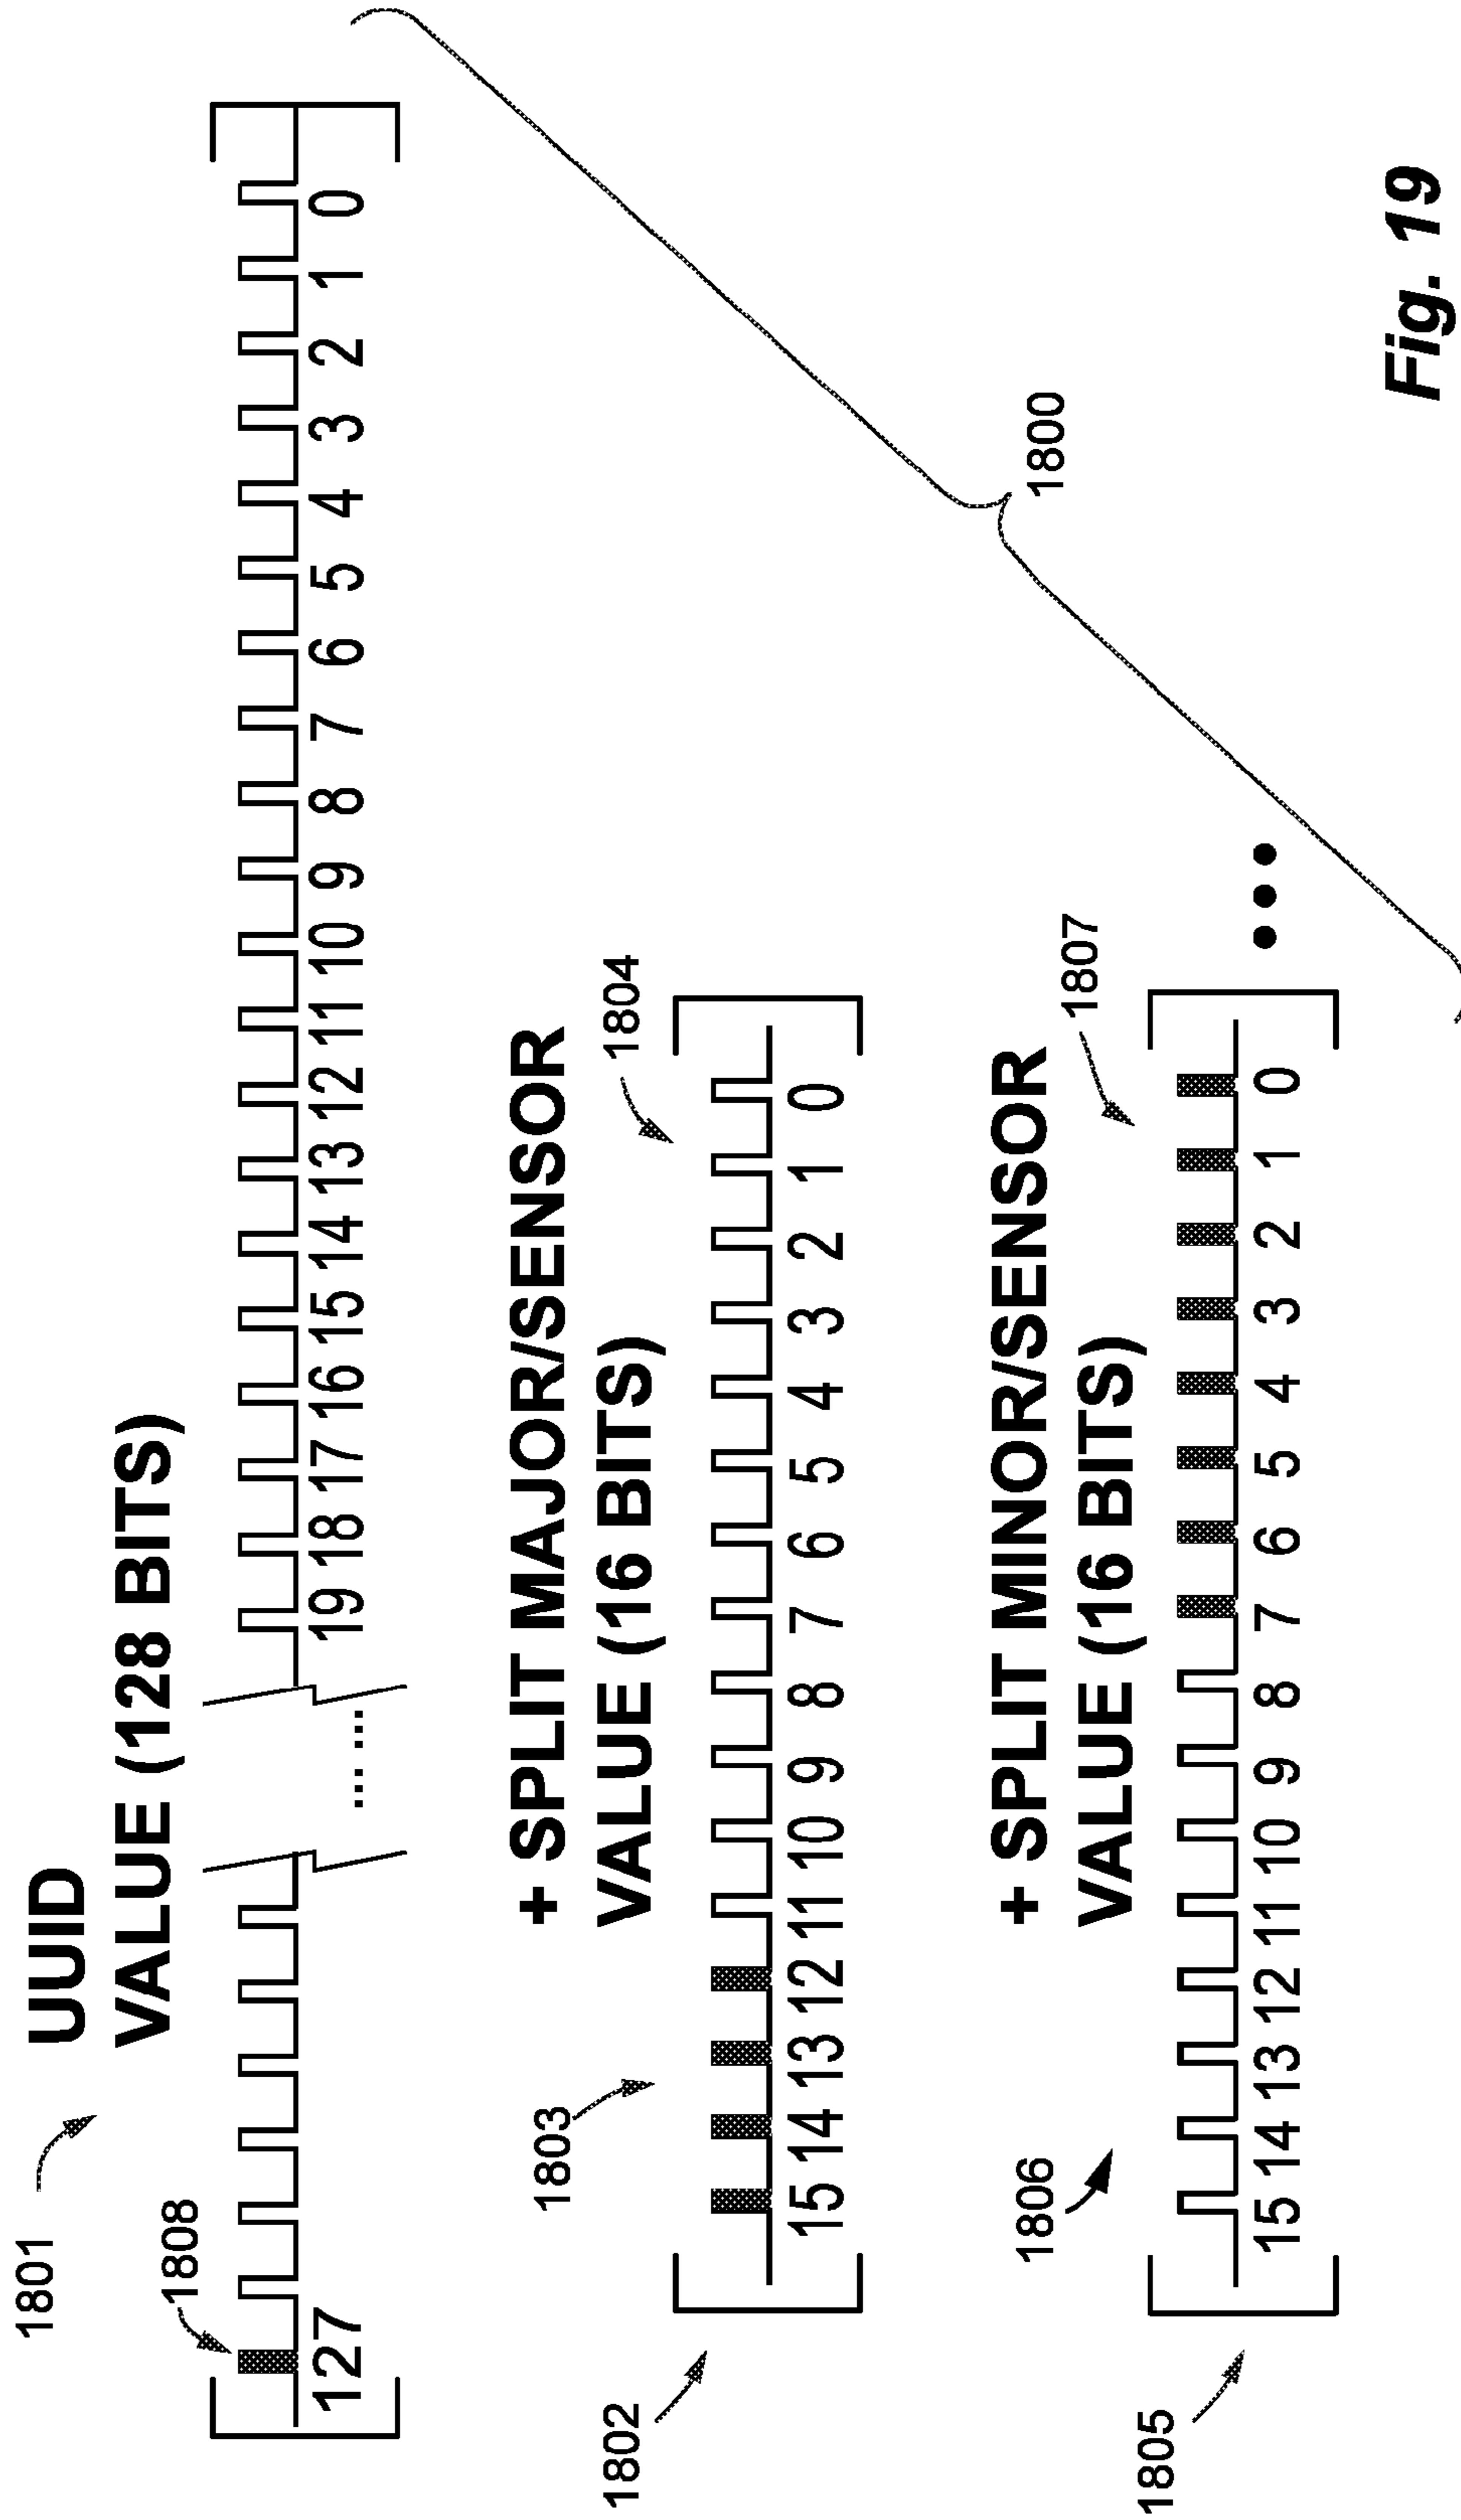 1801
UUID
VALUE (128 BITS)
1808
127 ...... 19 18 17 16 15 14 13 12 11 10 9 8 7 6 5 4 3 2 1 0
+ SPLIT MAJOR/SENSOR
VALUE (16 BITS)
1802
1803
1804
15 14 13 12 11 10 9 8 7 6 5 4 3 2 1 0
1800
+ SPLIT MINOR/SENSOR
VALUE (16 BITS)
1805
1806
1807
15 14 13 12 11 10 9 8 7 6 5 4 3 2 1 0
•••
Fig. 19